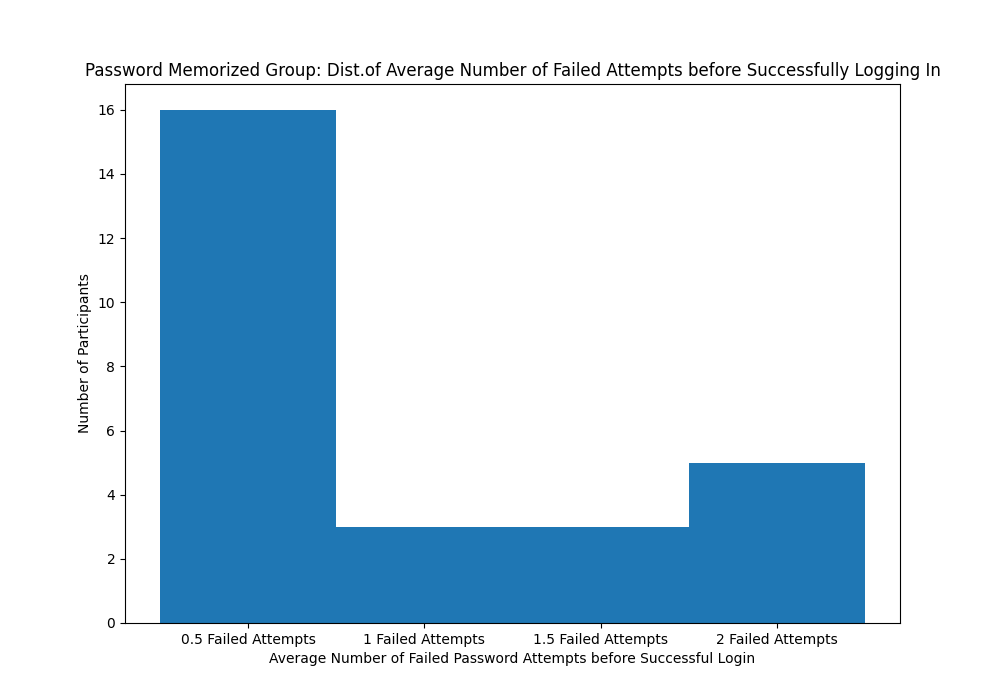 Password Memorized Group: Dist.of Average Number of Failed Attempts before Successfully Logging In
16
14
12
10
8
6
4
2
0
Number of Participants
0.5 Failed Attempts
1 Failed Attempts
1.5 Failed Attempts
2 Failed Attempts
Average Number of Failed Password Attempts before Successful Login